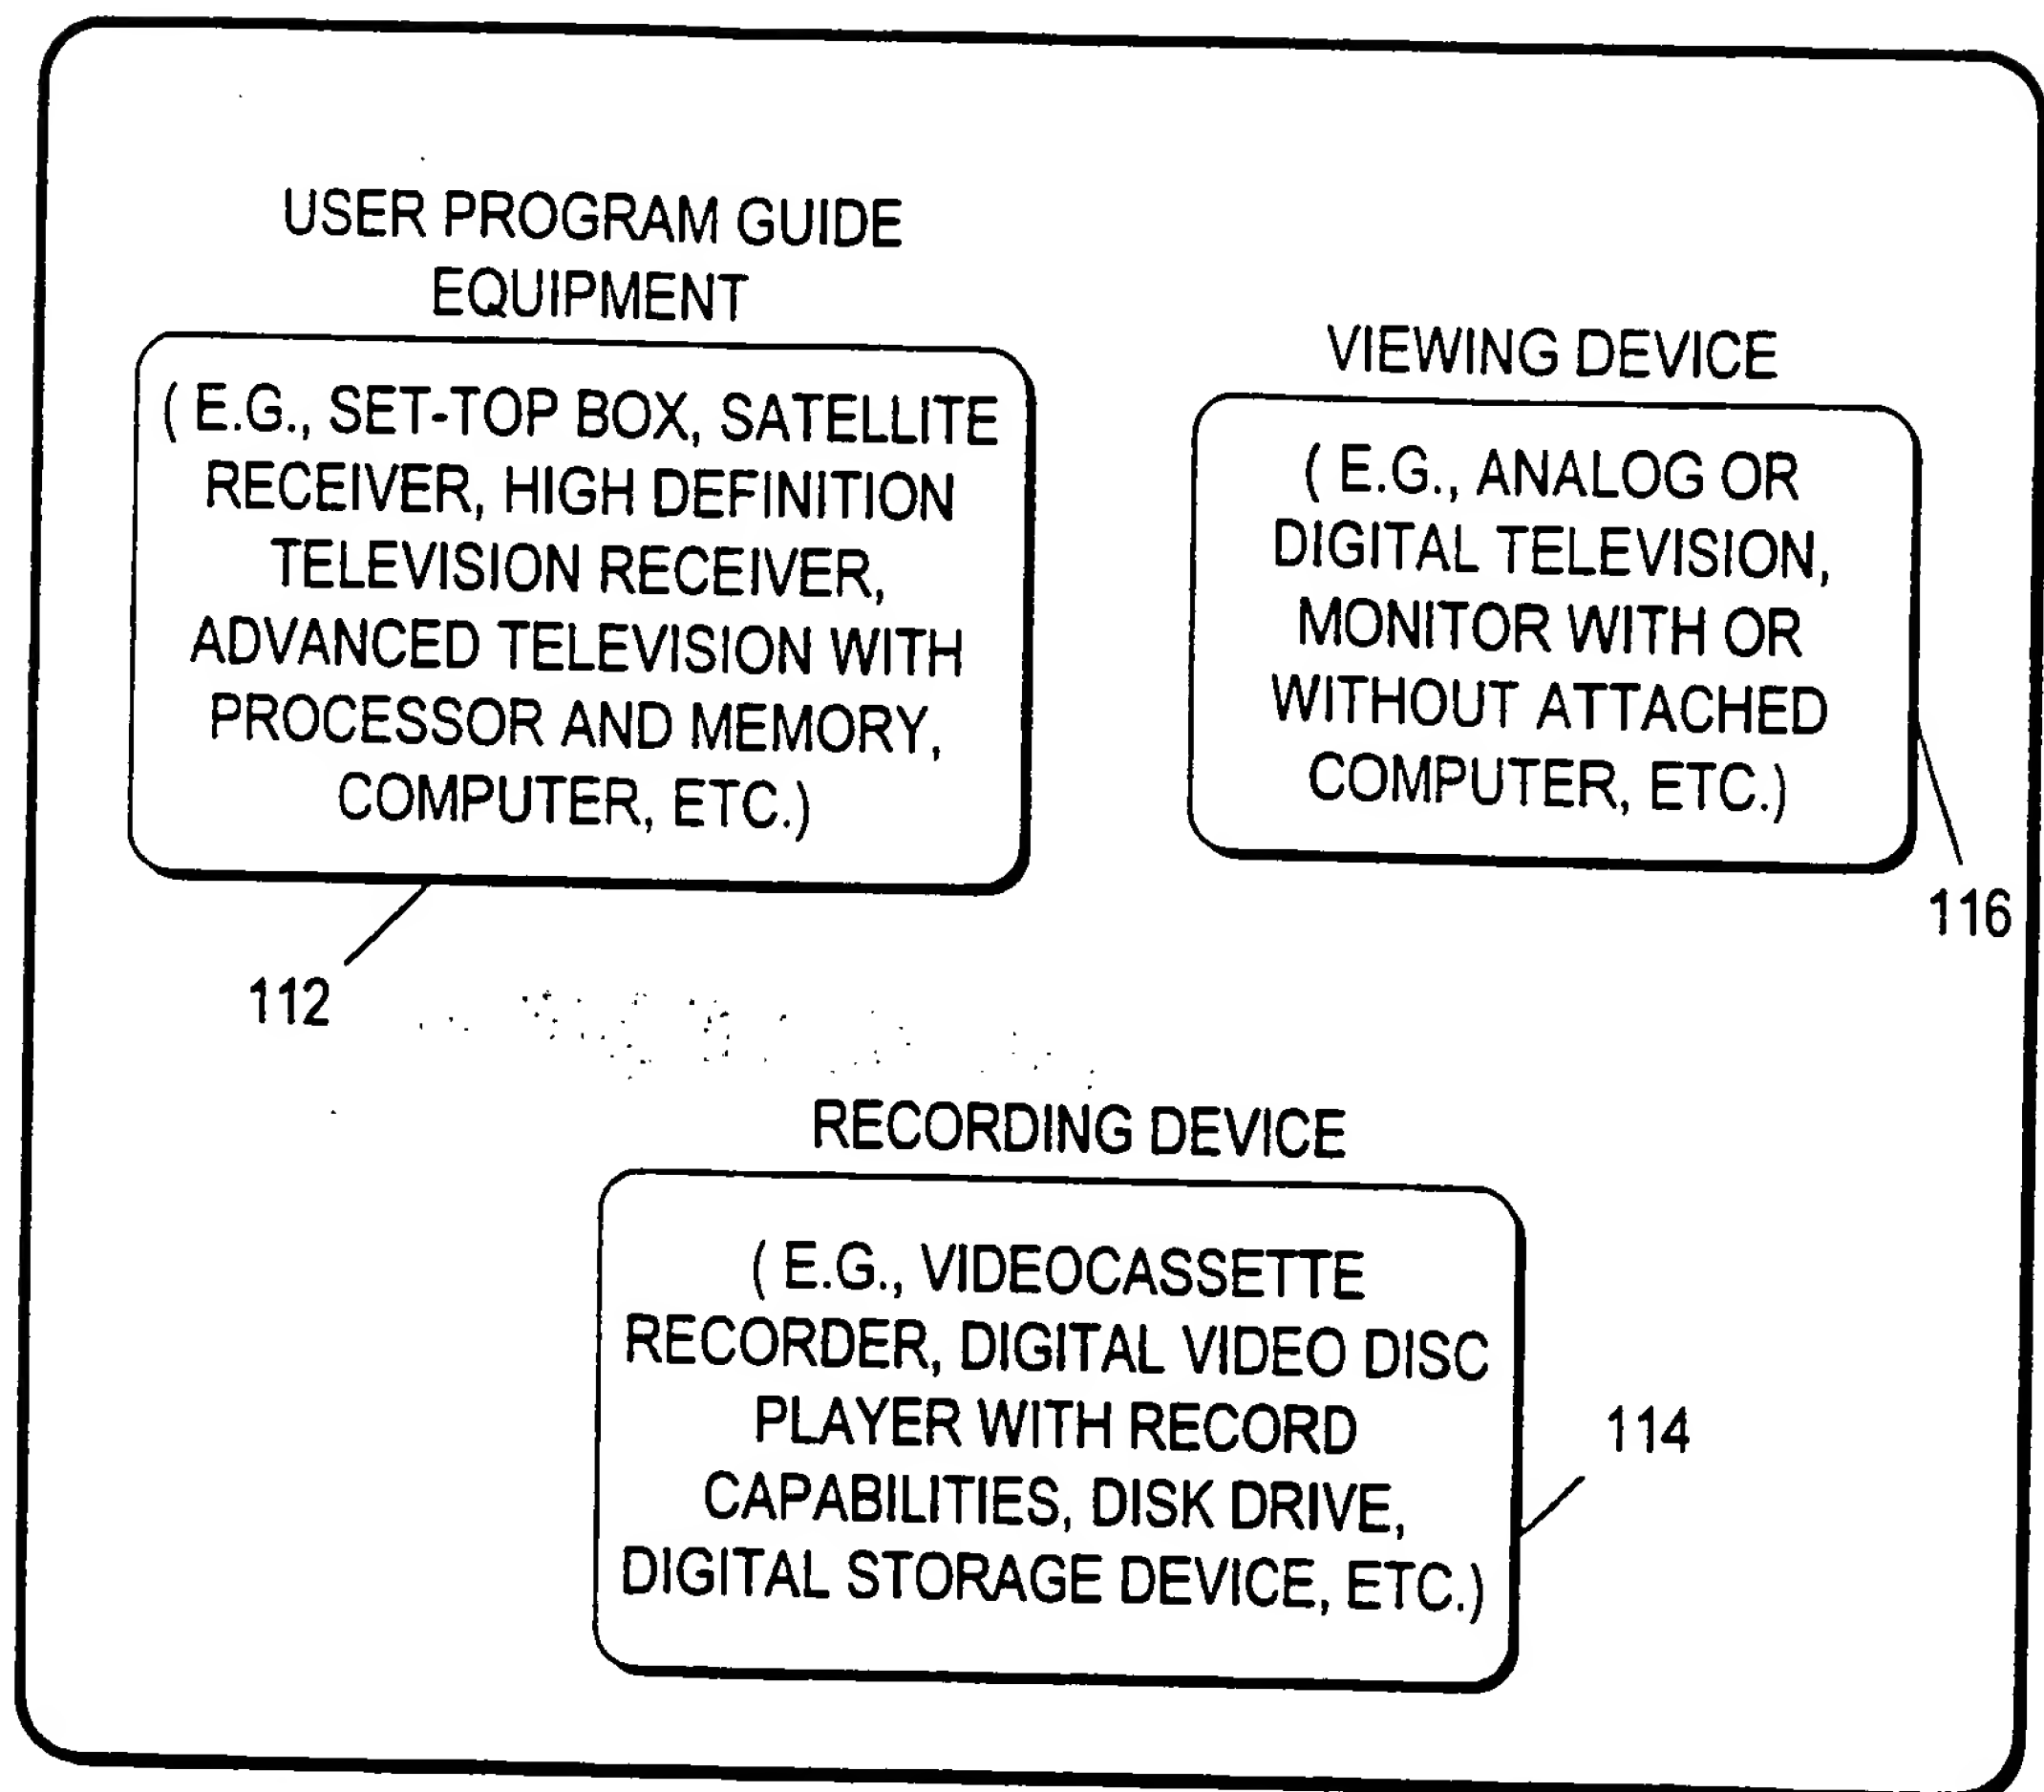 USER PROGRAM GUIDE
EQUIPMENT
( E.G., SET-TOP BOX, SATELLITE
RECEIVER, HIGH DEFINITION
TELEVISION RECEIVER,
ADVANCED TELEVISION WITH
PROCESSOR AND MEMORY,
COMPUTER, ETC.)
112
VIEWING DEVICE
( E.G., ANALOG OR
DIGITAL TELEVISION,
MONITOR WITH OR
WITHOUT ATTACHED
COMPUTER, ETC.)
116
RECORDING DEVICE
( E.G., VIDEOCASSETTE
RECORDER, DIGITAL VIDEO DISC
PLAYER WITH RECORD
CAPABILITIES, DISK DRIVE,
DIGITAL STORAGE DEVICE, ETC.)
114